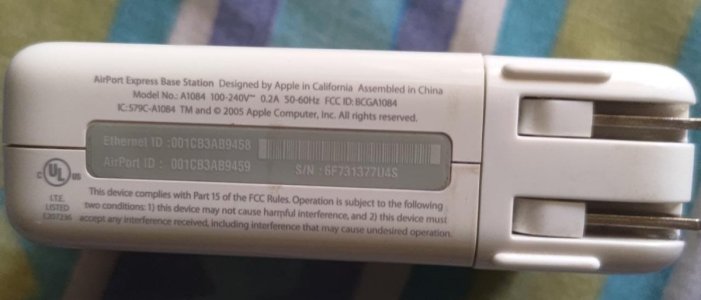 AirPort Express Base Station Designed by Apple in California Assembled in China
Model No.: A1084 100-240V~ 0.2A 50-60Hz FCC ID: BCGA1084
IC:579C-A1084 TM and © 2005 Apple Computer, Inc. All rights reserved.
Ethernet ID :001CB3AB9458
AirPort ID : 001CB3AB9459 S/N : 6F731377U4S
C UL US
I.T.E.
LISTED
E207236
This device complies with Part 15 of the FCC Rules. Operation is subject to the following
two conditions: 1) this device may not cause harmful interference, and 2) this device must
accept any interference received, including interference that may cause undesired operation.